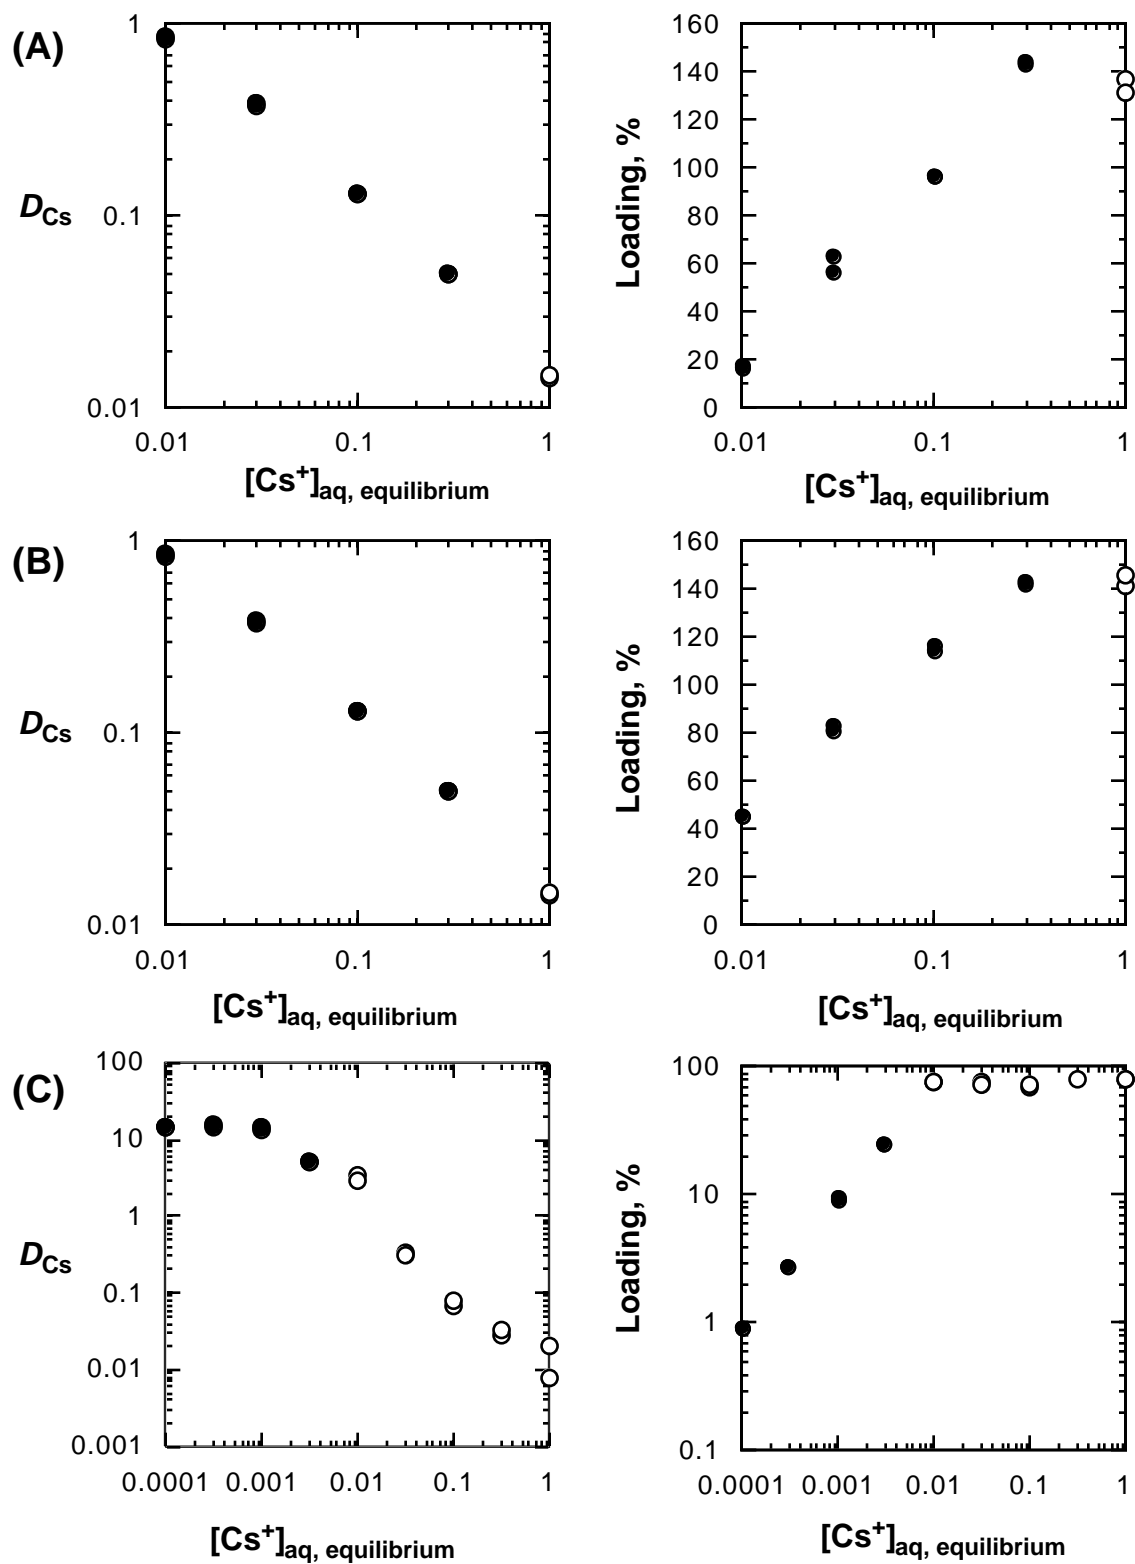 (A)
1
0.1
0.01
D_Cs
0.01 0.1 1
[Cs⁺]aq, equilibrium
160
140
120
100
80
60
40
20
0
Loading, %
0.01 0.1 1
[Cs⁺]aq, equilibrium
(B)
1
0.1
0.01
D_Cs
0.01 0.1 1
[Cs⁺]aq, equilibrium
160
140
120
100
80
60
40
20
0
Loading, %
0.01 0.1 1
[Cs⁺]aq, equilibrium
(C)
100
10
1
0.1
0.01
0.001
D_Cs
0.0001 0.001 0.01 0.1 1
[Cs⁺]aq, equilibrium
100
10
1
0.1
Loading, %
0.0001 0.001 0.01 0.1 1
[Cs⁺]aq, equilibrium